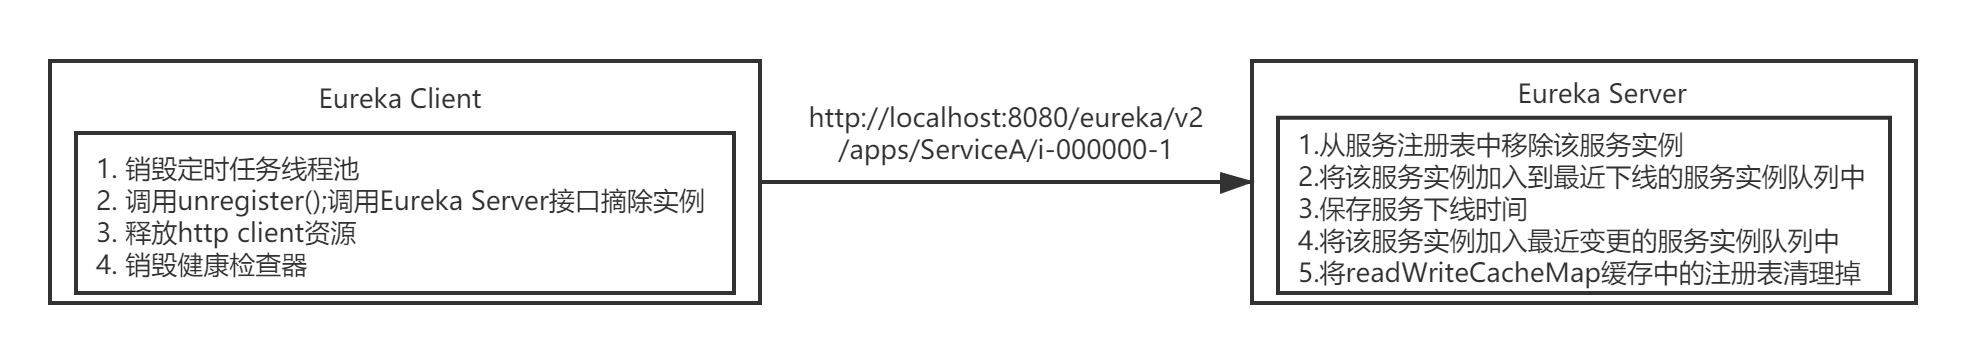 Eureka Client
1. 销毁定时任务线程池
2. 调用unregister();调用Eureka Server接口摘除实例
3. 释放http client资源
4. 销毁健康检查器
http://localhost:8080/eureka/v2
/apps/ServiceA/i-000000-1
Eureka Server
1.从服务注册表中移除该服务实例
2.将该服务实例加入到最近下线的服务实例队列中
3.保存服务下线时间
4.将该服务实例加入最近变更的服务实例队列中
5.将readWriteCacheMap缓存中的注册表清理掉